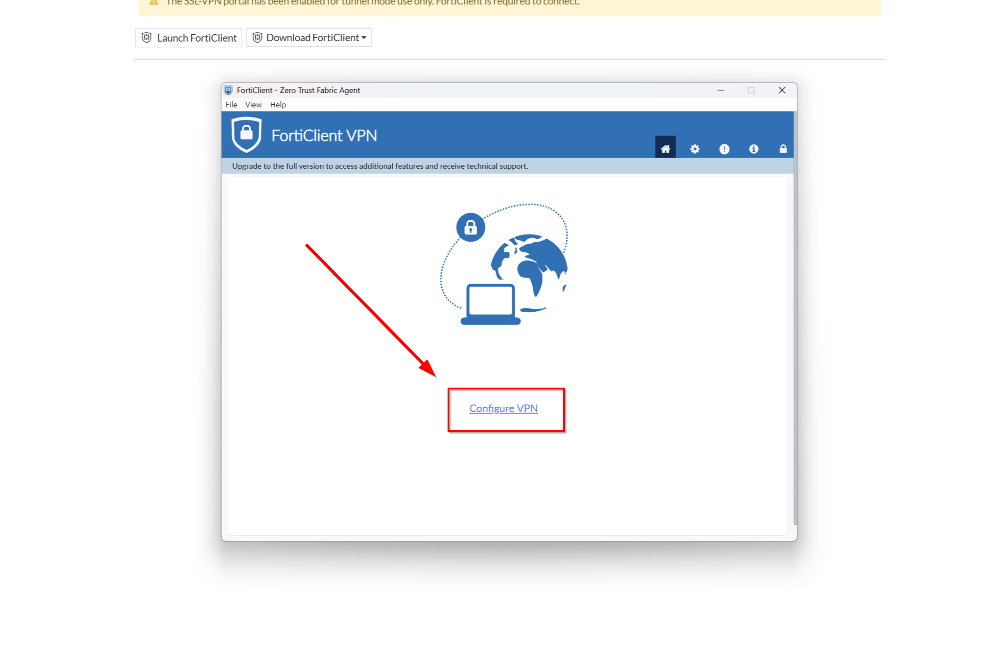 The SSL-VPN portal has been enabled for tunnel mode use only. FortiClient is required to connect.
Launch FortiClient
Download FortiClient
FortiClient - Zero Trust Fabric Agent
File View Help
FortiClient VPN
Upgrade to the full version to access additional features and receive technical support.
Configure VPN